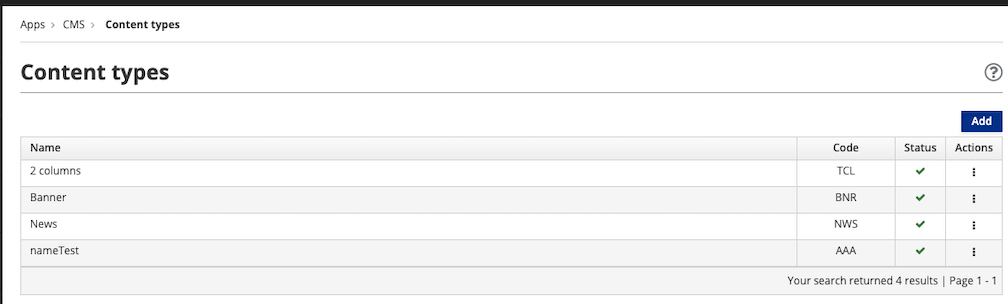 Apps > CMS > Content types
Content types
?
Add
Name Code Status Actions
2 columns TCL
Banner BNR
News NWS
nameTest AAA
Your search returned 4 results | Page 1 - 1